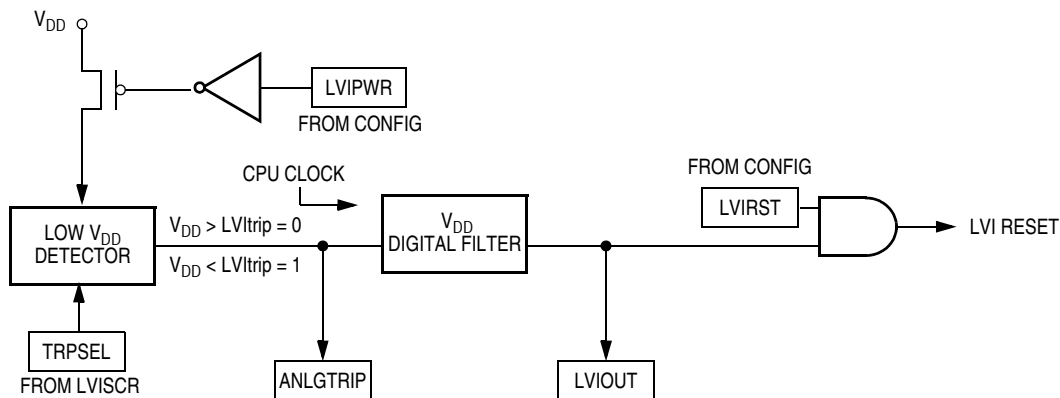 VDD
LVIPWR
FROM CONFIG
CPU CLOCK
FROM CONFIG
LVIRST
LOW VDD
DETECTOR
VDD > LVItrip = 0
VDD < LVItrip = 1
VDD
DIGITAL FILTER
LVI RESET
TRPSEL
FROM LVISCR
ANLGTRIP
LVIOUT